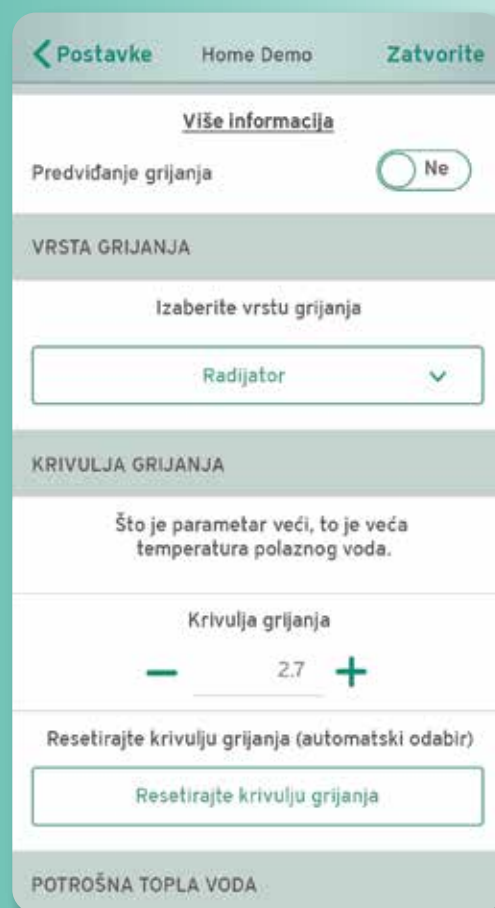 Postavke Home Demo Zatvorite
Više informacija
Predviđanje grijanja Ne
VRSTA GRIJANJA
Izaberite vrstu grijanja
Radijator
KRIVULJA GRIJANJA
Što je parametar veći, to je veća
temperatura polaznog voda.
Krivulja grijanja
2.7
Resetirajte krivulju grijanja (automatski odabir)
Resetirajte krivulju grijanja
POTROŠNA TOPLA VODA